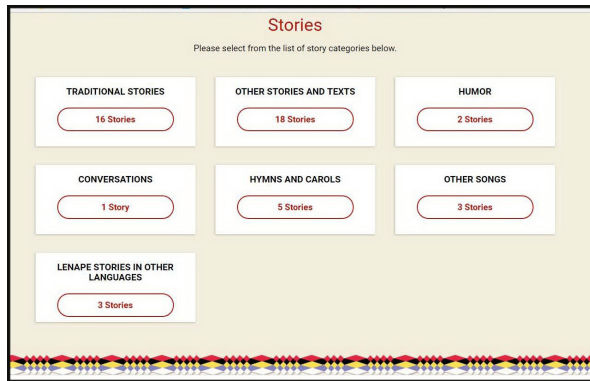 Stories
Please select from the list of story categories below.
TRADITIONAL STORIES
16 Stories
OTHER STORIES AND TEXTS
18 Stories
HUMOR
2 Stories
CONVERSATIONS
1 Story
HYMNS AND CAROLS
5 Stories
OTHER SONGS
3 Stories
LENAPE STORIES IN OTHER
LANGUAGES
3 Stories